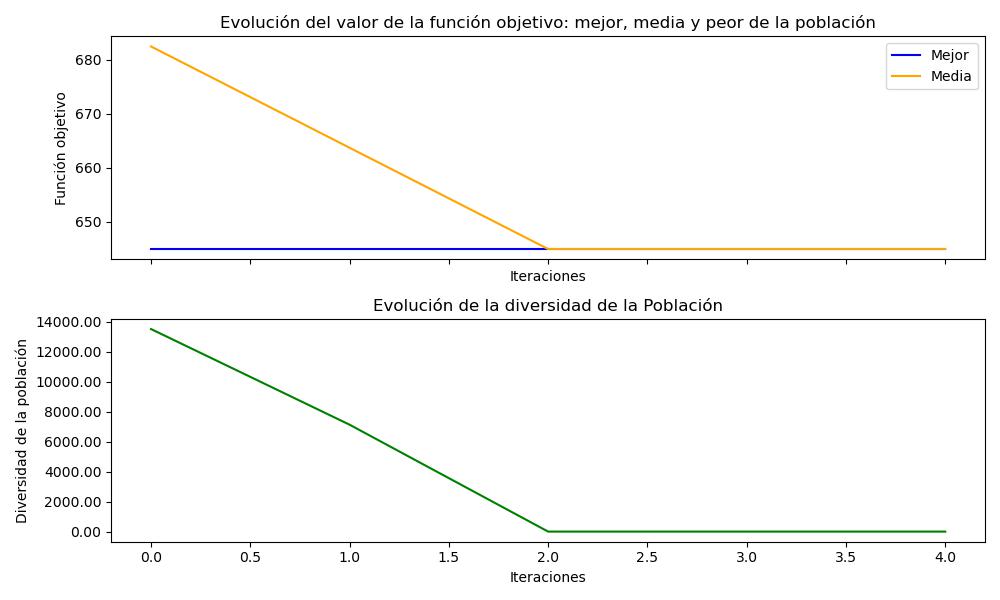 Evolución del valor de la función objetivo: mejor, media y peor de la población
Función objetivo
680
670
660
650
Mejor
Media
Iteraciones
Evolución de la diversidad de la Población
Diversidad de la población
14000.00
12000.00
10000.00
8000.00
6000.00
4000.00
2000.00
0.00
0.0 0.5 1.0 1.5 2.0 2.5 3.0 3.5 4.0
Iteraciones